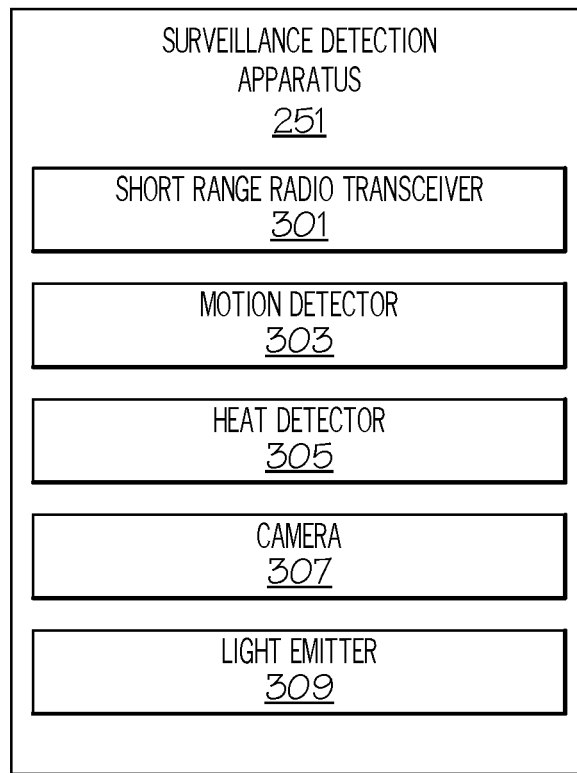 SURVEILLANCE DETECTION
APPARATUS
251
SHORT RANGE RADIO TRANSCEIVER
301
MOTION DETECTOR
303
HEAT DETECTOR
305
CAMERA
307
LIGHT EMITTER
309